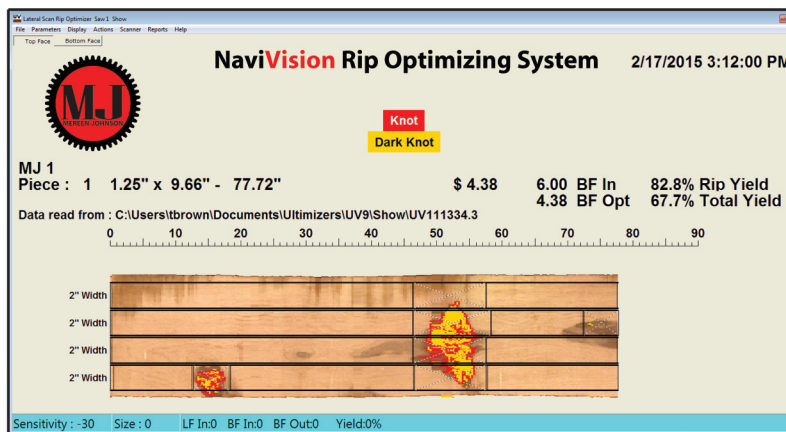 Lateral Scan Rip Optimizer Saw 1 Show
File Parameters Display Actions Scanner Reports Help
Top Face Bottom Face
NaviVision Rip Optimizing System 2/17/2015 3:12:00 PM
MJ
MEREEN-JOHNSON
Knot
Dark Knot
MJ 1
Piece : 1 1.25" x 9.66" - 77.72" $ 4.38 6.00 BF In 82.8% Rip Yield
4.38 BF Opt 67.7% Total Yield
Data read from : C:\Users\tbrown\Documents\Ultimizers\UV9\Show\UV111334.3
0 10 20 30 40 50 60 70 80 90
2" Width
2" Width
2" Width
2" Width
Sensitivity : -30 Size : 0 LF In:0 BF In:0 BF Out:0 Yield:0%